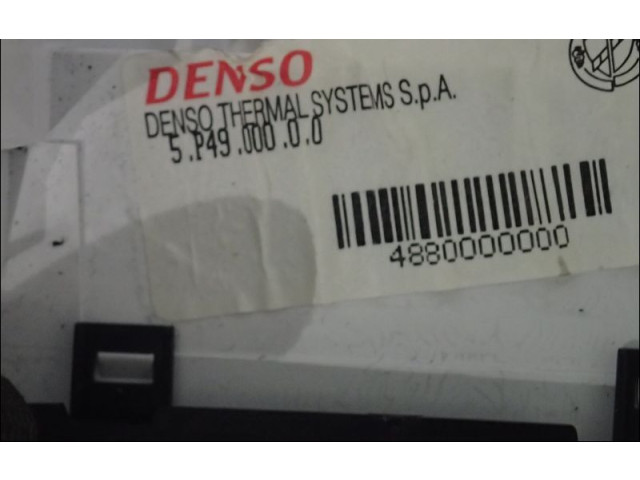 DENSO
DENSO THERMAL SYSTEMS S.p.A.
5.P49.000.0.0
4880000000